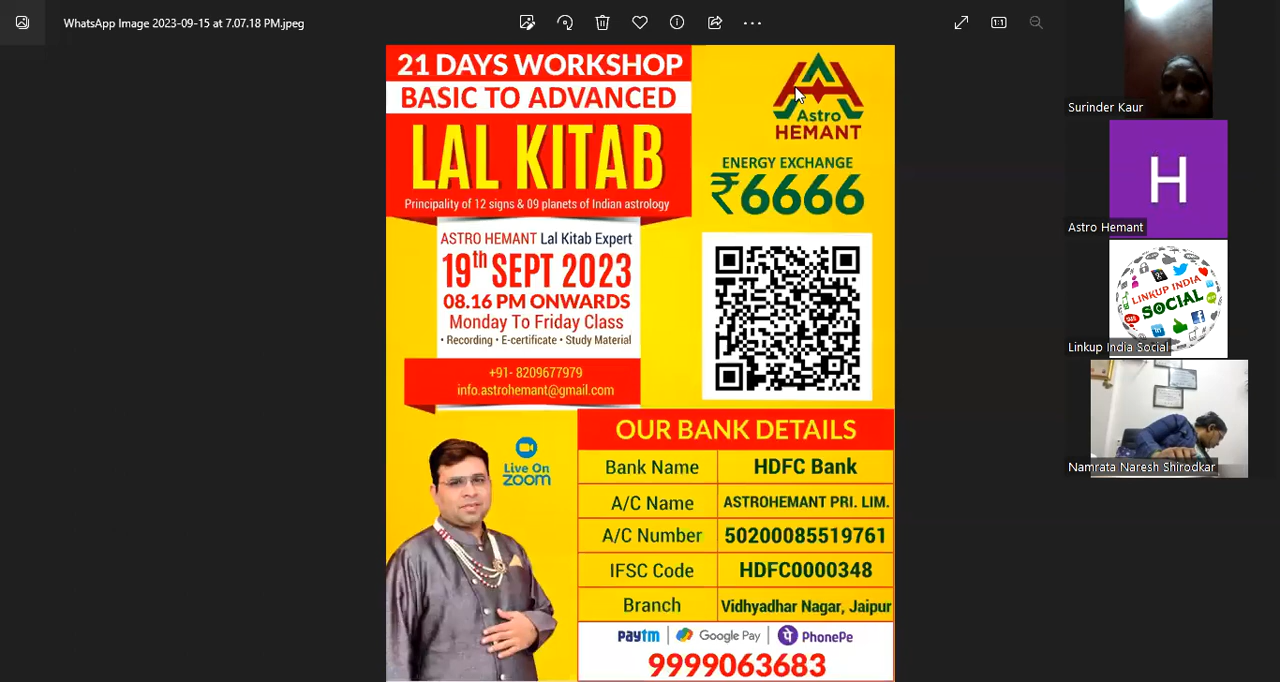 WhatsApp Image 2023-09-15 at 7.07.18 PM.jpeg
21 DAYS WORKSHOP
BASIC TO ADVANCED
LAL KITAB
Principality of 12 signs & 09 planets of Indian astrology
Astro
HEMANT
ENERGY EXCHANGE
₹6666
ASTRO HEMANT Lal Kitab Expert
19th SEPT 2023
08.16 PM ONWARDS
Monday To Friday Class
• Recording • E-certificate • Study Material
+91- 8209677979
info.astrohemant@gmail.com
Live On
zoom
OUR BANK DETAILS
Bank Name HDFC Bank
A/C Name ASTROHEMANT PRI. LIM.
A/C Number 50200085519761
IFSC Code HDFC0000348
Branch Vidhyadhar Nagar, Jaipur
paytm | Google Pay | PhonePe
9999063683
Surinder Kaur
H
Astro Hemant
LINKUP INDIA
SOCIAL
Linkup India Social
Namrata Naresh Shirodkar